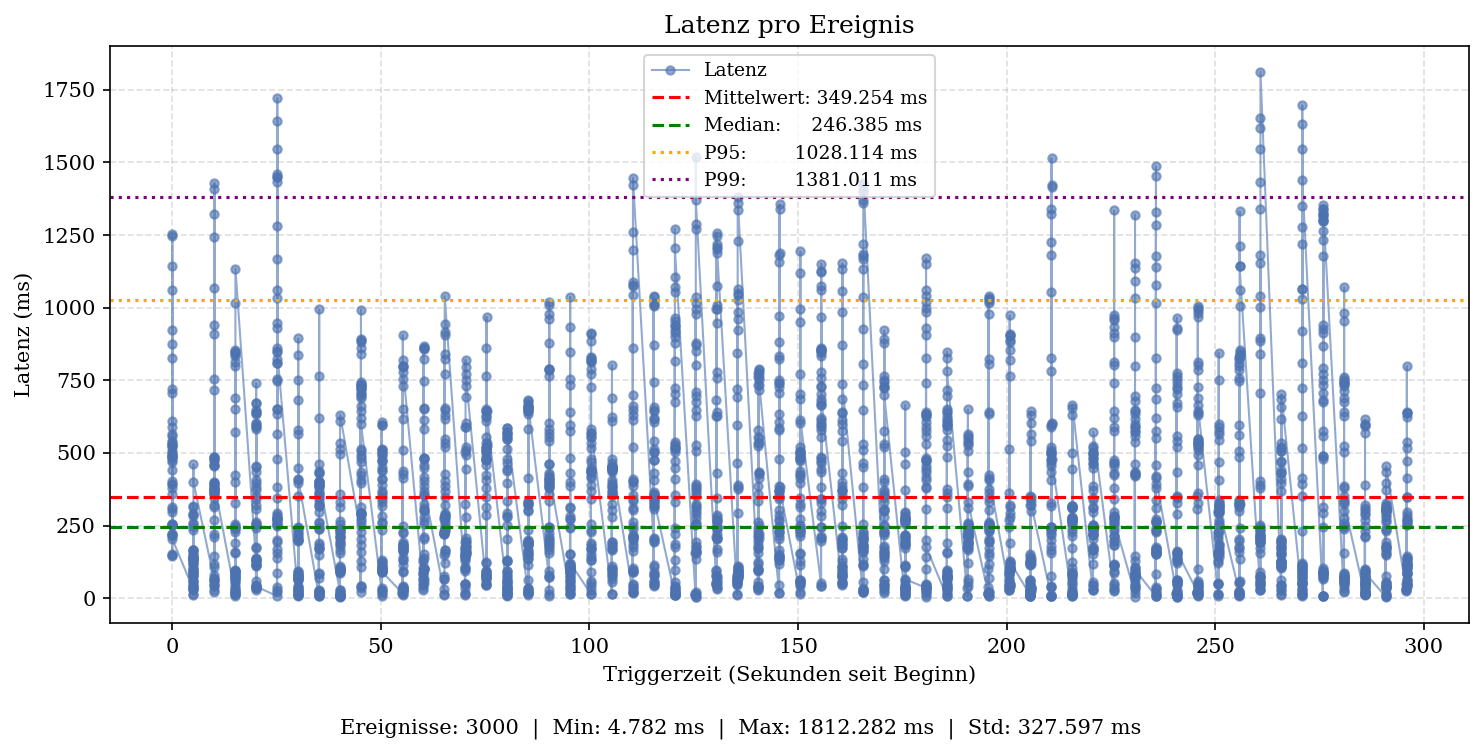 Latenz pro Ereignis
Latenz
Mittelwert: 349.254 ms
Median: 246.385 ms
P95: 1028.114 ms
P99: 1381.011 ms
Latenz (ms)
1750
1500
1250
1000
750
500
250
0
0 50 100 150 200 250 300
Triggerzeit (Sekunden seit Beginn)
Ereignisse: 3000 | Min: 4.782 ms | Max: 1812.282 ms | Std: 327.597 ms